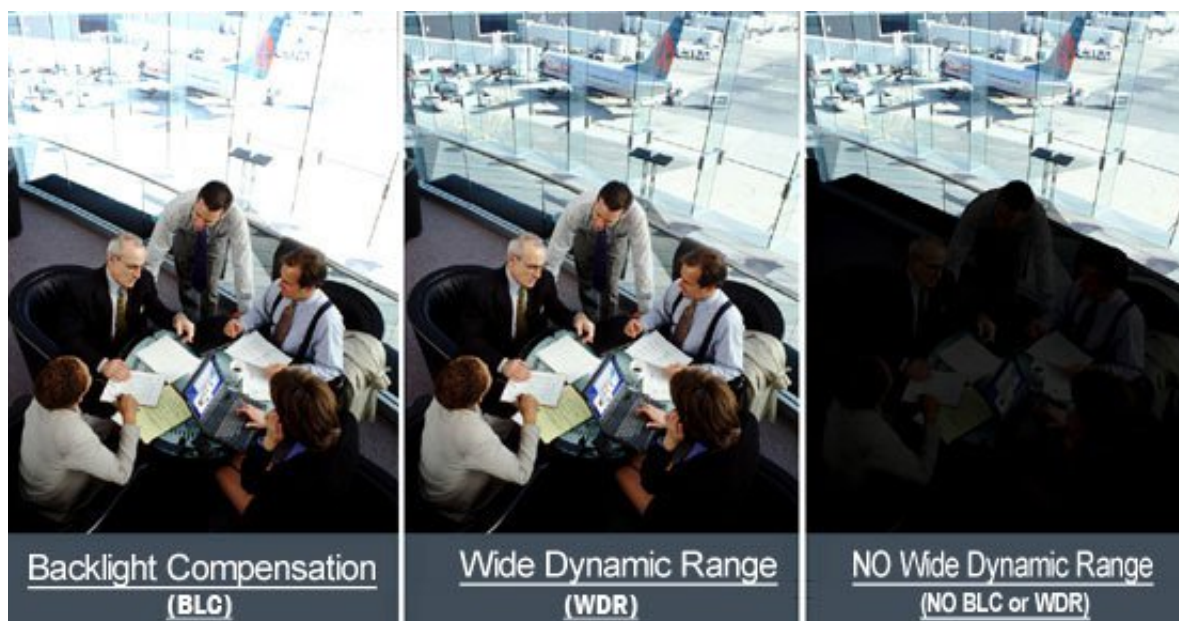 Backlight Compensation
(BLC)
Wide Dynamic Range
(WDR)
NO Wide Dynamic Range
(NO BLC or WDR)